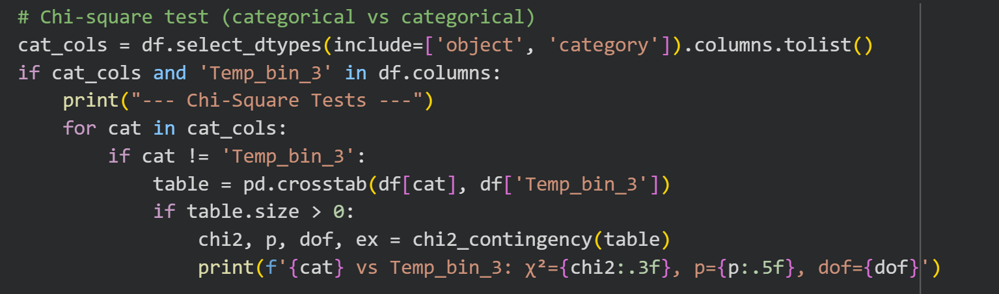 # Chi-square test (categorical vs categorical)
cat_cols = df.select_dtypes(include=['object', 'category']).columns.tolist()
if cat_cols and 'Temp_bin_3' in df.columns:
    print("--- Chi-Square Tests ---")
    for cat in cat_cols:
        if cat != 'Temp_bin_3':
            table = pd.crosstab(df[cat], df['Temp_bin_3'])
            if table.size > 0:
                chi2, p, dof, ex = chi2_contingency(table)
                print(f'{cat} vs Temp_bin_3: χ²={chi2:.3f}, p={p:.5f}, dof={dof}')